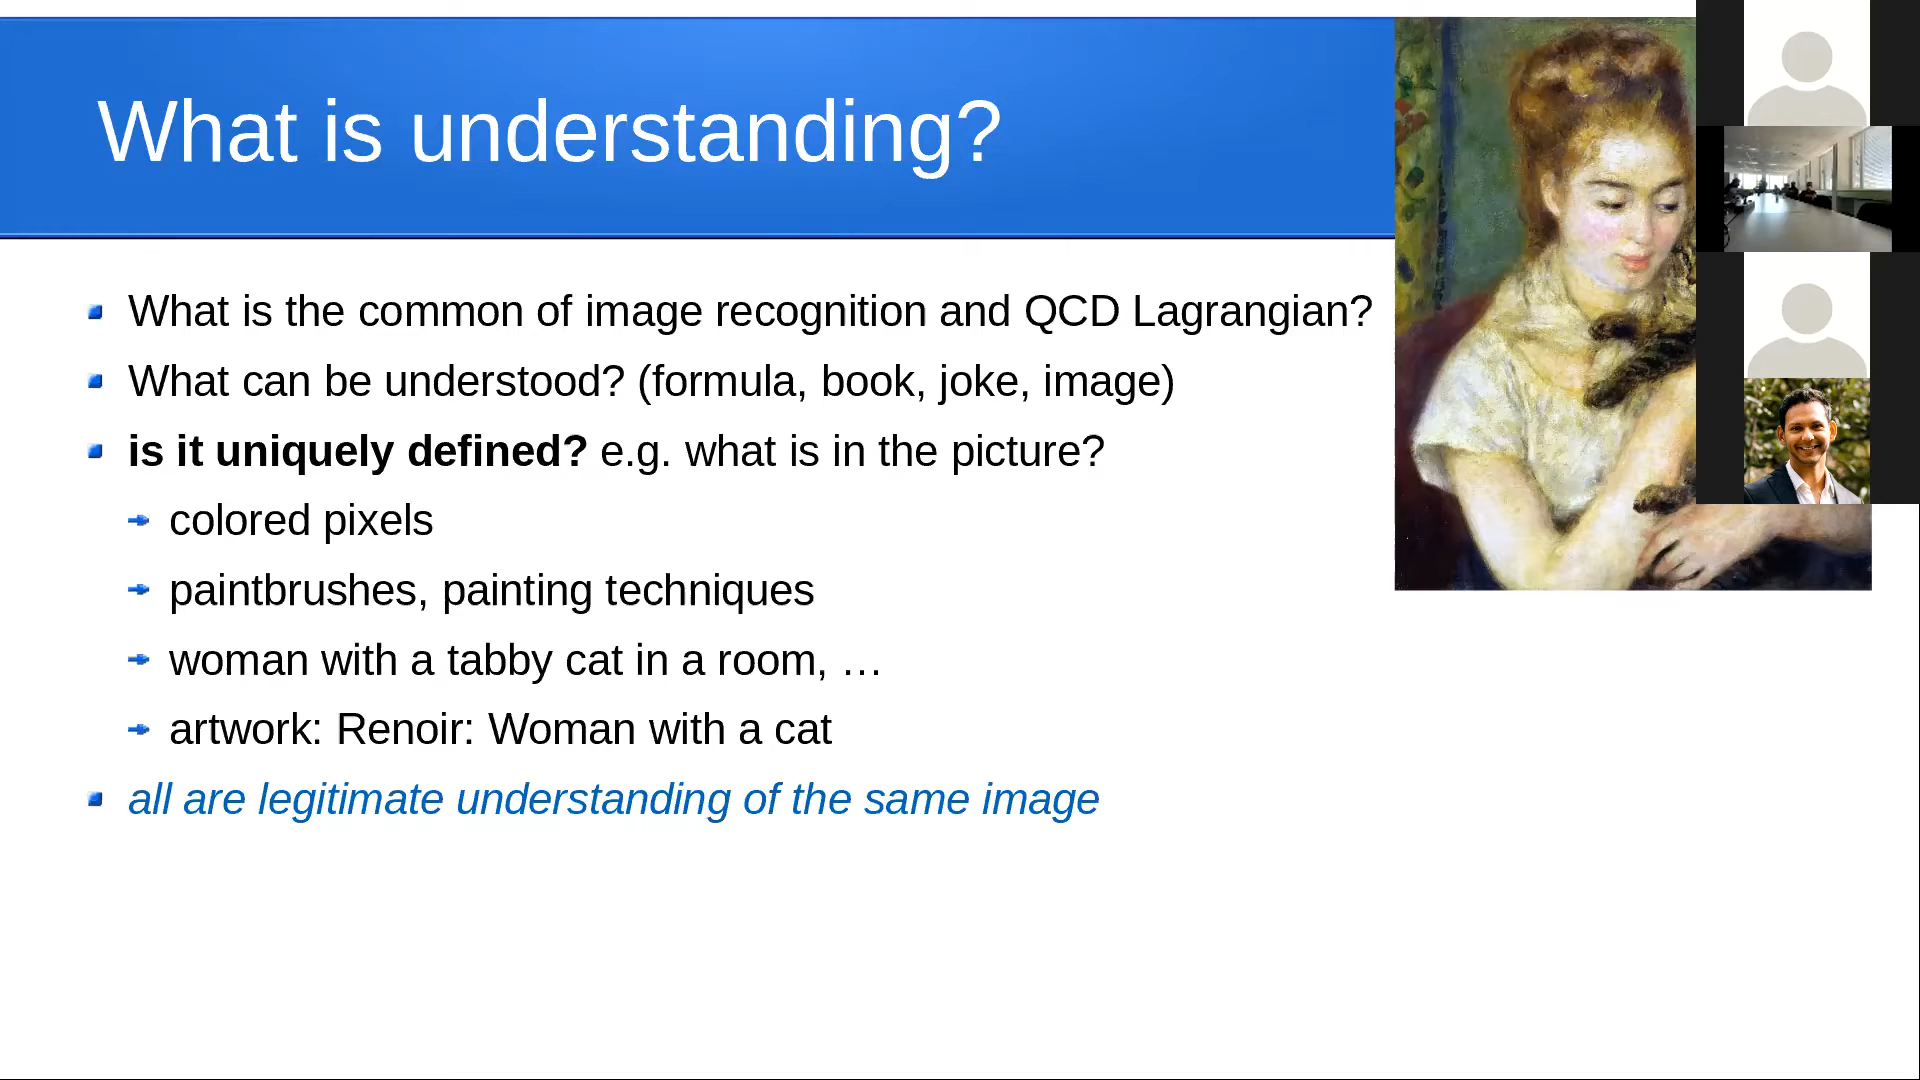 What is understanding?
What is the common of image recognition and QCD Lagrangian?
What can be understood? (formula, book, joke, image)
is it uniquely defined? e.g. what is in the picture?
colored pixels
paintbrushes, painting techniques
woman with a tabby cat in a room, …
artwork: Renoir: Woman with a cat
all are legitimate understanding of the same image